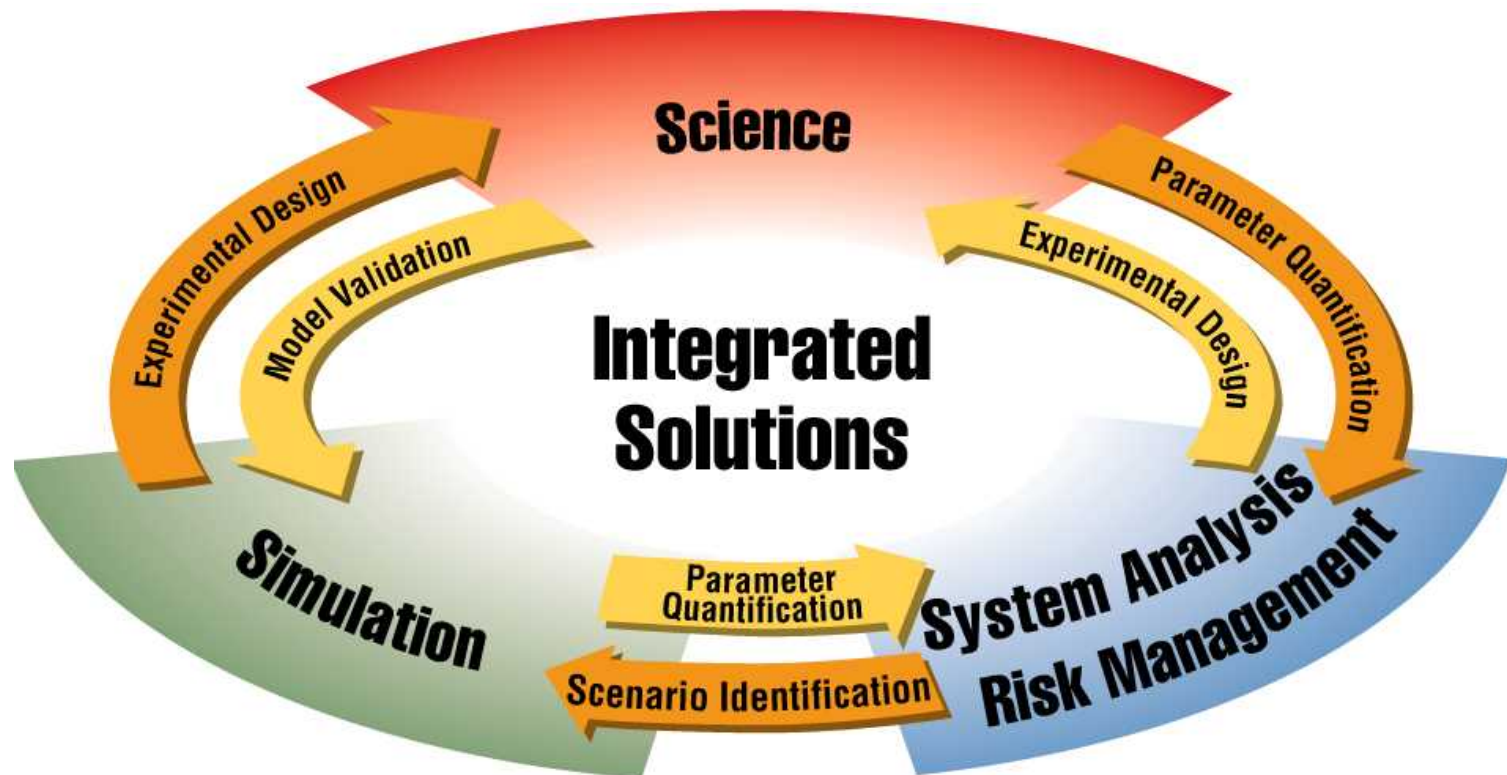 Science
Experimental Design
Model Validation
Experimental Design
Parameter Quantification
Integrated
Solutions
Simulation
Parameter
Quantification
Scenario Identification
System Analysis
Risk Management